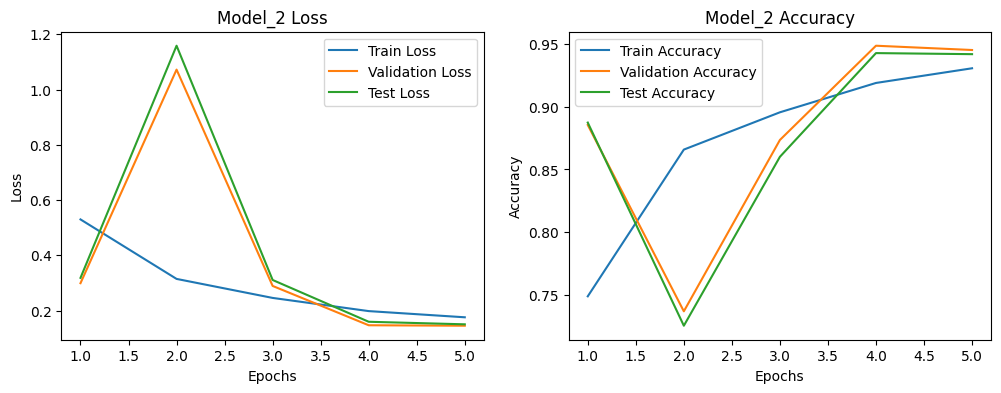 Model_2 Loss
1.2
1.0
0.8
0.6
0.4
0.2
Loss
Train Loss
Validation Loss
Test Loss
1.0 1.5 2.0 2.5 3.0 3.5 4.0 4.5 5.0
Epochs
Model_2 Accuracy
0.95
0.90
0.85
0.80
0.75
Accuracy
Train Accuracy
Validation Accuracy
Test Accuracy
1.0 1.5 2.0 2.5 3.0 3.5 4.0 4.5 5.0
Epochs